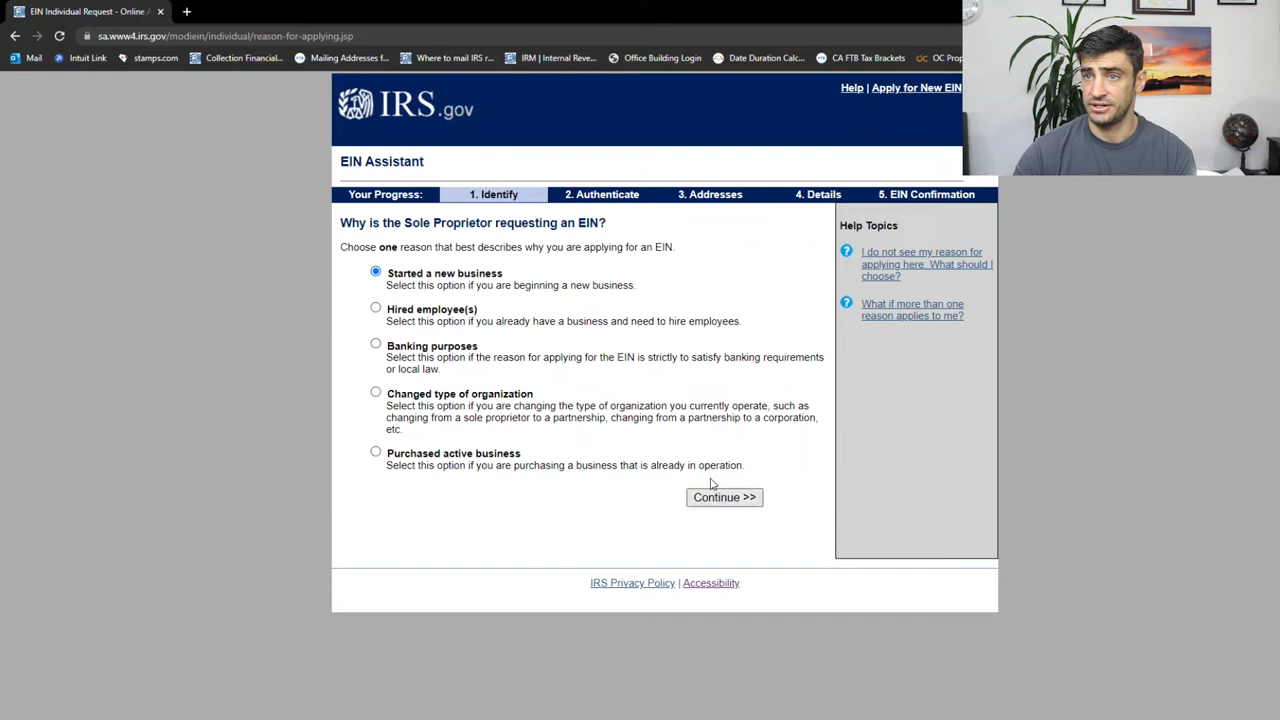 EIN Individual Request - Online A
sa.www4.irs.gov/modiein/individual/reason-for-applying.jsp
Mail
Intuit Link
stamps.com
Collection Financial...
Mailing Addresses f...
Where to mail IRS r...
IRM | Internal Reve...
Office Building Login
Date Duration Calc...
CA FTB Tax Brackets
OC Prop
IRS.gov
Help | Apply for New EIN
EIN Assistant
Your Progress: 1. Identify 2. Authenticate 3. Addresses 4. Details 5. EIN Confirmation
Why is the Sole Proprietor requesting an EIN?
Choose one reason that best describes why you are applying for an EIN.
Started a new business
Select this option if you are beginning a new business.
Hired employee(s)
Select this option if you already have a business and need to hire employees.
Banking purposes
Select this option if the reason for applying for the EIN is strictly to satisfy banking requirements
or local law.
Changed type of organization
Select this option if you are changing the type of organization you currently operate, such as
changing from a sole proprietor to a partnership, changing from a partnership to a corporation,
etc.
Purchased active business
Select this option if you are purchasing a business that is already in operation.
Continue >>
Help Topics
I do not see my reason for
applying here. What should I
choose?
What if more than one
reason applies to me?
IRS Privacy Policy | Accessibility